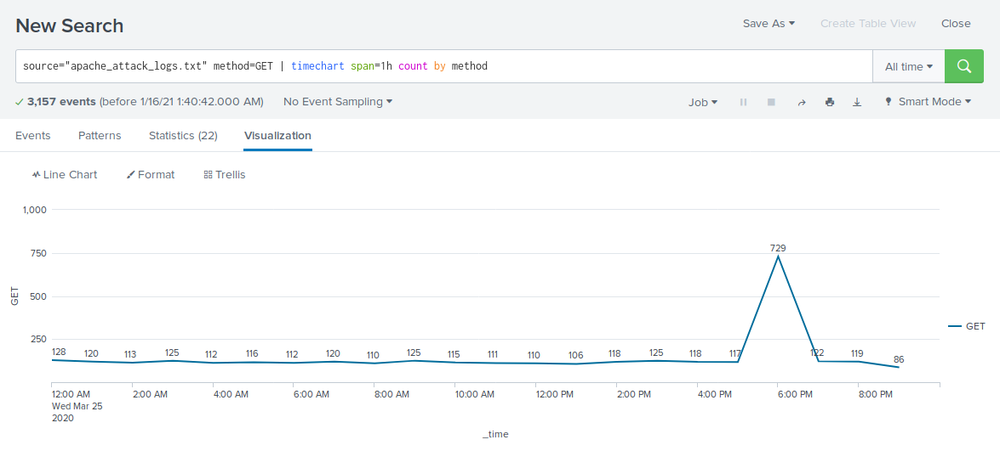 New Search
Save As
Create Table View
Close
source="apache_attack_logs.txt" method=GET | timechart span=1h count by method
All time
3,157 events (before 1/16/21 1:40:42.000 AM)
No Event Sampling
Job
Smart Mode
Events
Patterns
Statistics (22)
Visualization
Line Chart
Format
Trellis
1,000
750
500
250
GET
128
120
113
125
112
116
112
120
110
125
115
111
110
106
118
125
118
117
729
122
119
86
GET
12:00 AM
Wed Mar 25
2020
2:00 AM
4:00 AM
6:00 AM
8:00 AM
10:00 AM
12:00 PM
2:00 PM
4:00 PM
6:00 PM
8:00 PM
_time